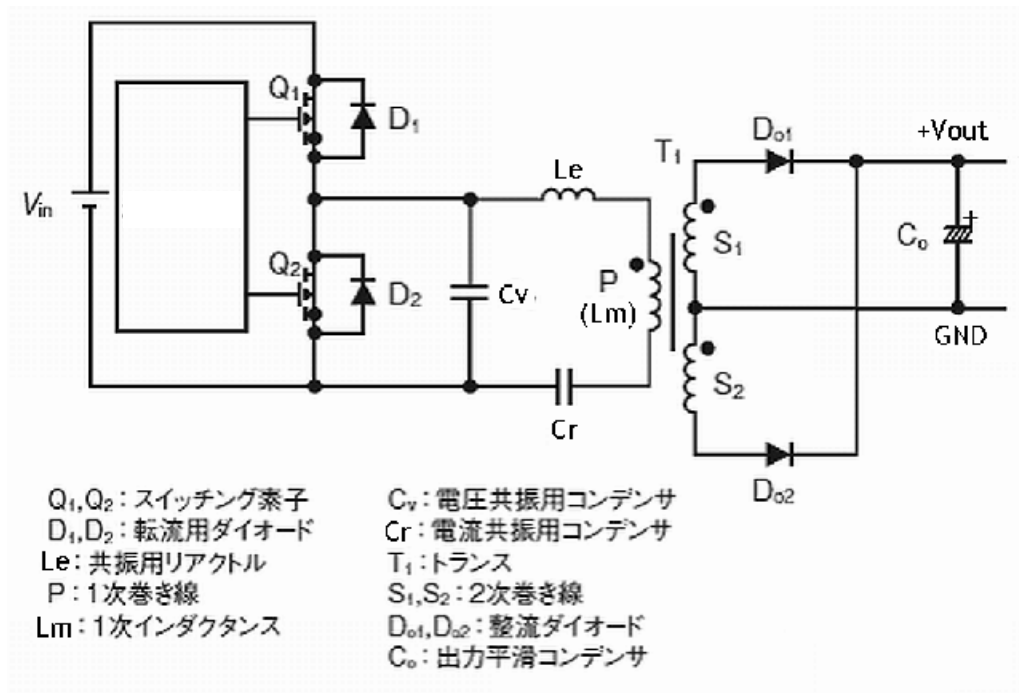 Q1
D1
Vin
Q2
D2
Cv
Le
P
(Lm)
Cr
T1
S1
S2
Do1
Do2
+Vout
Co
+
GND
Q1,Q2：スイッチング素子
D1,D2：転流用ダイオード
Le：共振用リアクトル
P：1次巻き線
Lm：1次インダクタンス
Cv：電圧共振用コンデンサ
Cr：電流共振用コンデンサ
T1：トランス
S1,S2：2次巻き線
Do1,Do2：整流ダイオード
Co：出力平滑コンデンサ